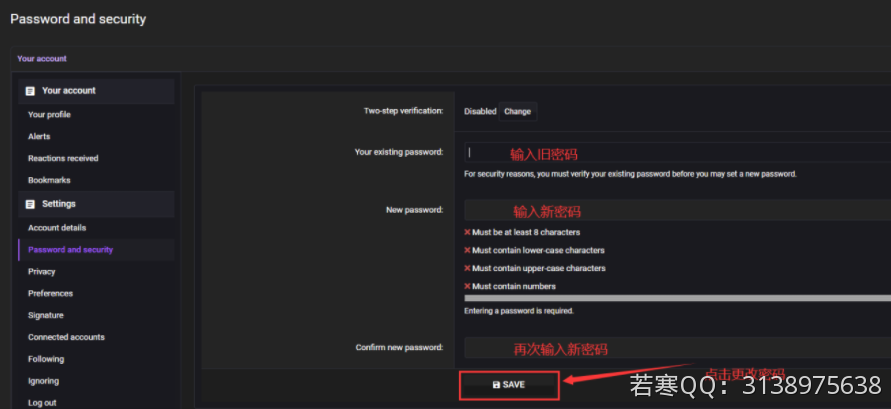 Password and security
Your account
Your account
Your profile
Alerts
Reactions received
Bookmarks
Settings
Account details
Password and security
Privacy
Preferences
Signature
Connected accounts
Following
Ignoring
Log out
Two-step verification: Disabled Change
Your existing password: 输入旧密码
For security reasons, you must verify your existing password before you may set a new password.
New password: 输入新密码
Must be at least 8 characters
Must contain lower-case characters
Must contain upper-case characters
Must contain numbers
Entering a password is required.
Confirm new password: 再次输入新密码
点击更改密码
SAVE
若寒QQ：3138975638